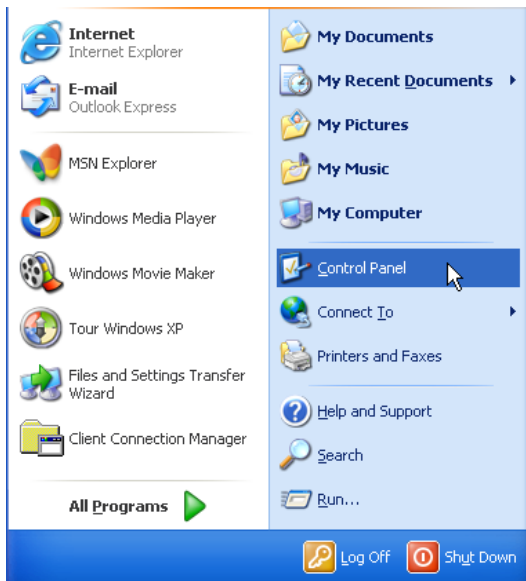 Internet
Internet Explorer
E-mail
Outlook Express
MSN Explorer
Windows Media Player
Windows Movie Maker
Tour Windows XP
Files and Settings Transfer
Wizard
Client Connection Manager
All Programs
My Documents
My Recent Documents
My Pictures
My Music
My Computer
Control Panel
Connect To
Printers and Faxes
Help and Support
Search
Run...
Log Off
Shut Down